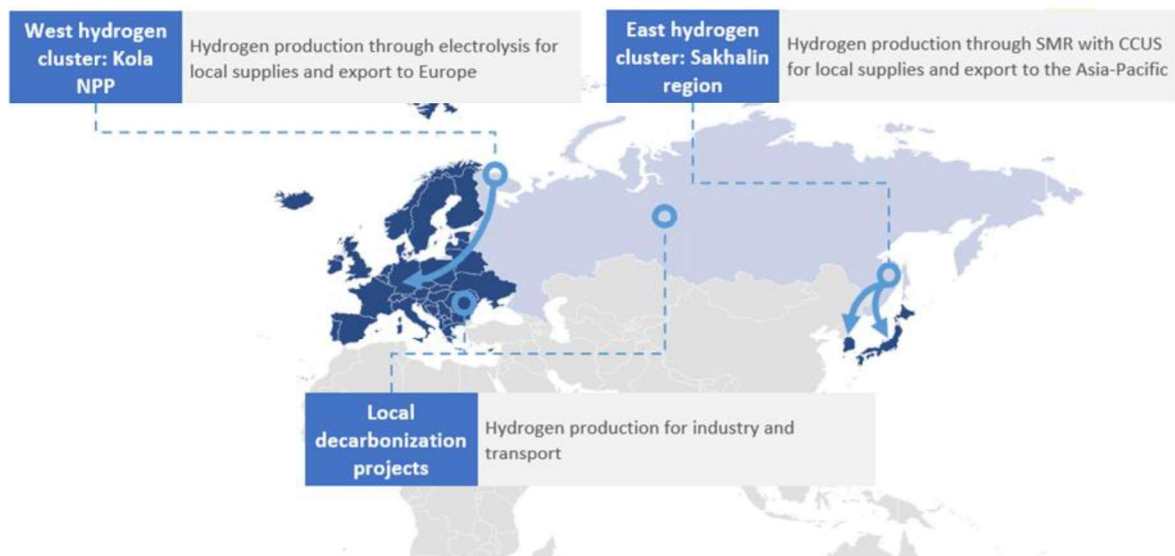 West hydrogen
cluster: Kola
NPP
Hydrogen production through electrolysis for
local supplies and export to Europe
East hydrogen
cluster: Sakhalin
region
Hydrogen production through SMR with CCUS
for local supplies and export to the Asia-Pacific
Local
decarbonization
projects
Hydrogen production for industry and
transport